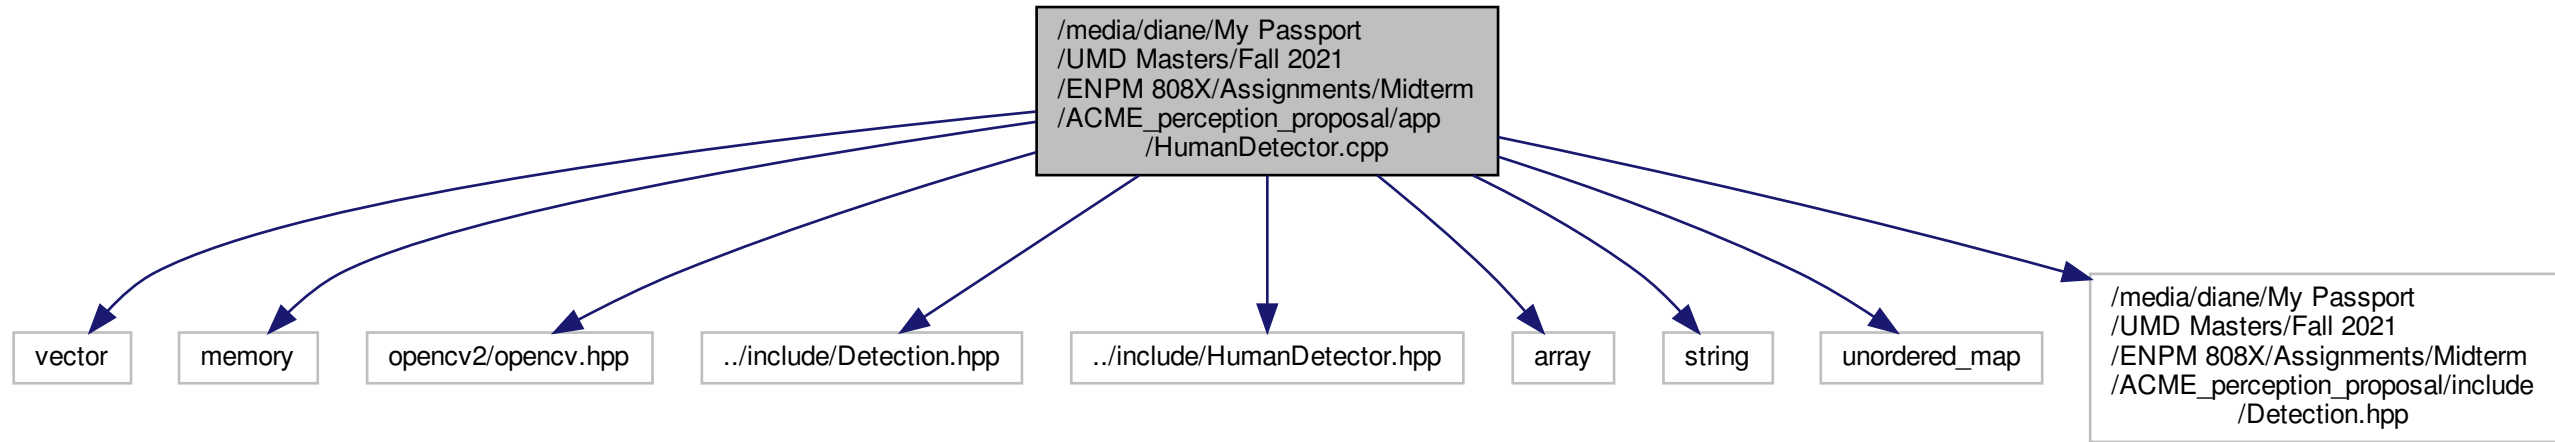 /media/diane/My Passport
/UMD Masters/Fall 2021
/ENPM 808X/Assignments/Midterm
/ACME_perception_proposal/app
/HumanDetector.cpp
vector
memory
opencv2/opencv.hpp
../include/Detection.hpp
../include/HumanDetector.hpp
array
string
unordered_map
/media/diane/My Passport
/UMD Masters/Fall 2021
/ENPM 808X/Assignments/Midterm
/ACME_perception_proposal/include
/Detection.hpp